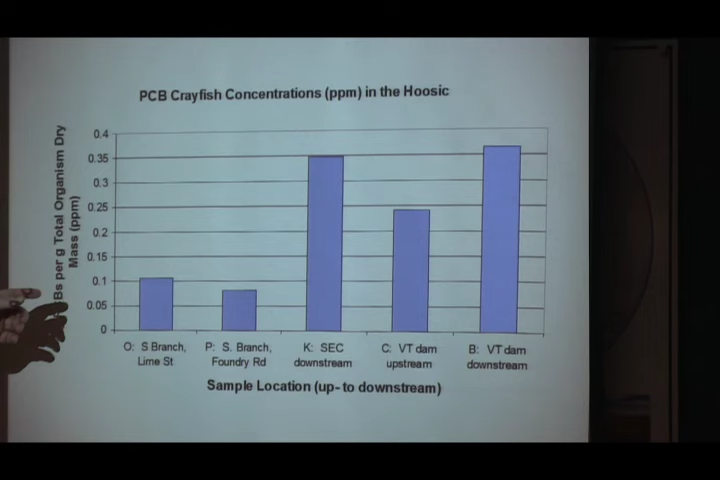 PCB Crayfish Concentrations (ppm) in the Hoosic
Bs per g Total Organism Dry
Mass (ppm)
0.4
0.35
0.3
0.25
0.2
0.15
0.1
0.05
0
O: S Branch,
Lime St
P: S. Branch,
Foundry Rd
K: SEC
downstream
C: VT dam
upstream
B: VT dam
downstream
Sample Location (up- to downstream)